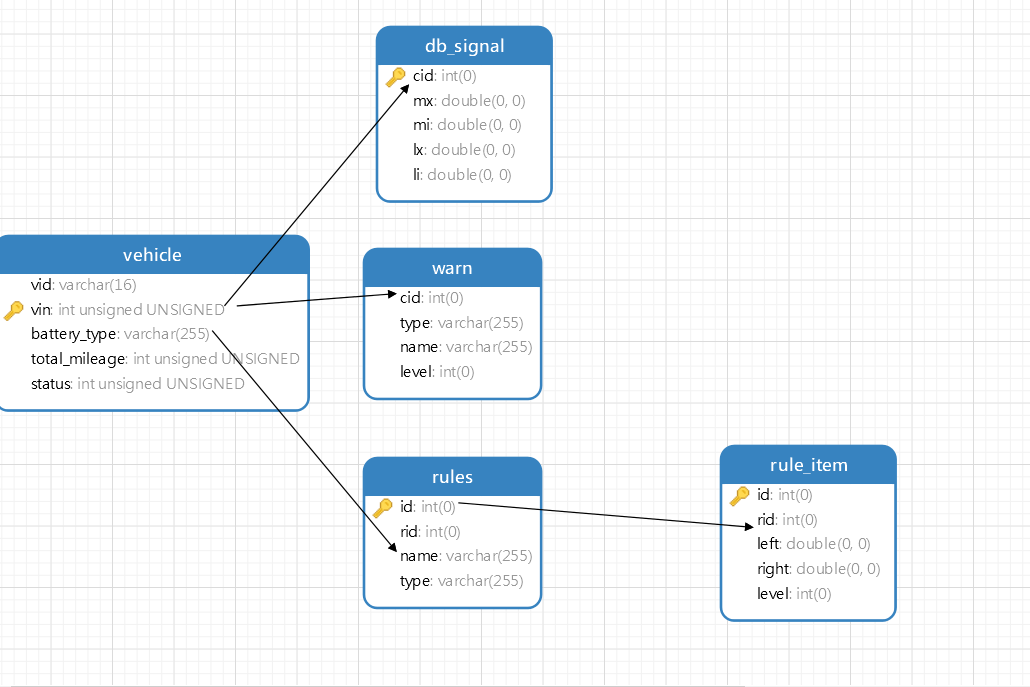 db_signal
cid: int(0)
mx: double(0, 0)
mi: double(0, 0)
lx: double(0, 0)
li: double(0, 0)
vehicle
vid: varchar(16)
vin: int unsigned UNSIGNED
battery_type: varchar(255)
total_mileage: int unsigned UNSIGNED
status: int unsigned UNSIGNED
warn
cid: int(0)
type: varchar(255)
name: varchar(255)
level: int(0)
rules
id: int(0)
rid: int(0)
name: varchar(255)
type: varchar(255)
rule_item
id: int(0)
rid: int(0)
left: double(0, 0)
right: double(0, 0)
level: int(0)